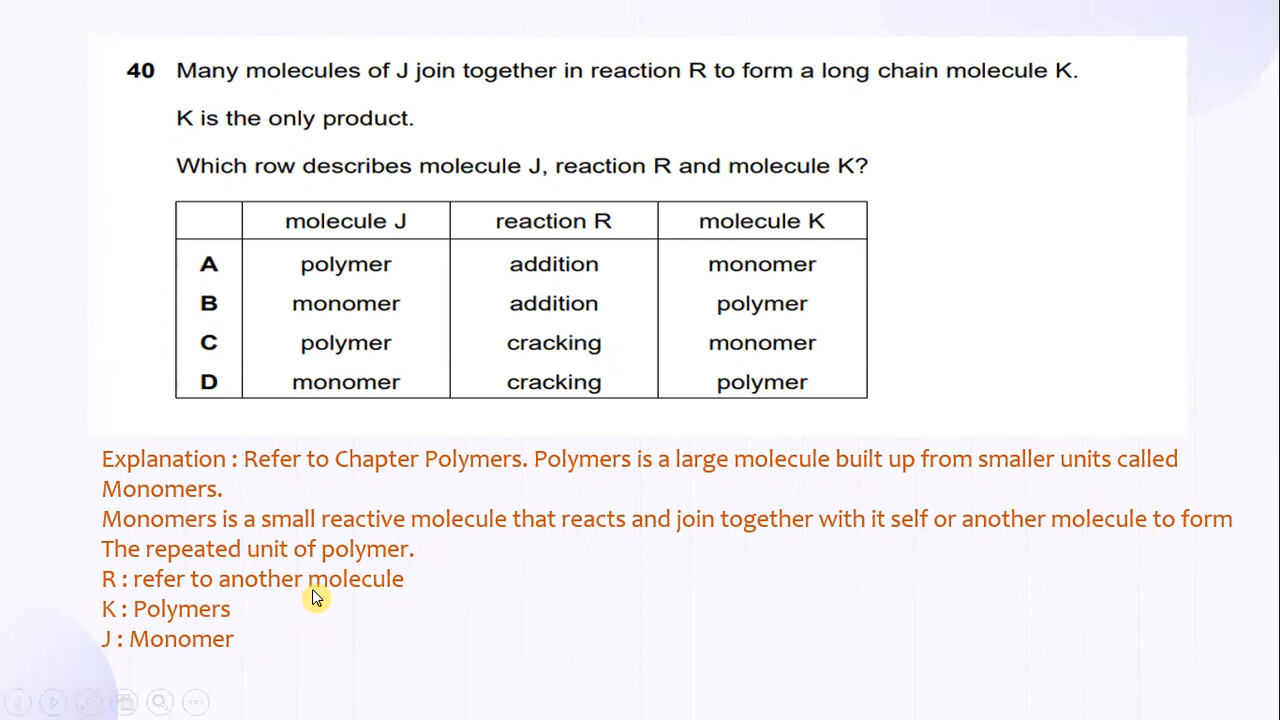 40 Many molecules of J join together in reaction R to form a long chain molecule K.
K is the only product.
Which row describes molecule J, reaction R and molecule K?
molecule J reaction R molecule K
A polymer addition monomer
B monomer addition polymer
C polymer cracking monomer
D monomer cracking polymer
Explanation : Refer to Chapter Polymers. Polymers is a large molecule built up from smaller units called
Monomers.
Monomers is a small reactive molecule that reacts and join together with it self or another molecule to form
The repeated unit of polymer.
R : refer to another molecule
K : Polymers
J : Monomer